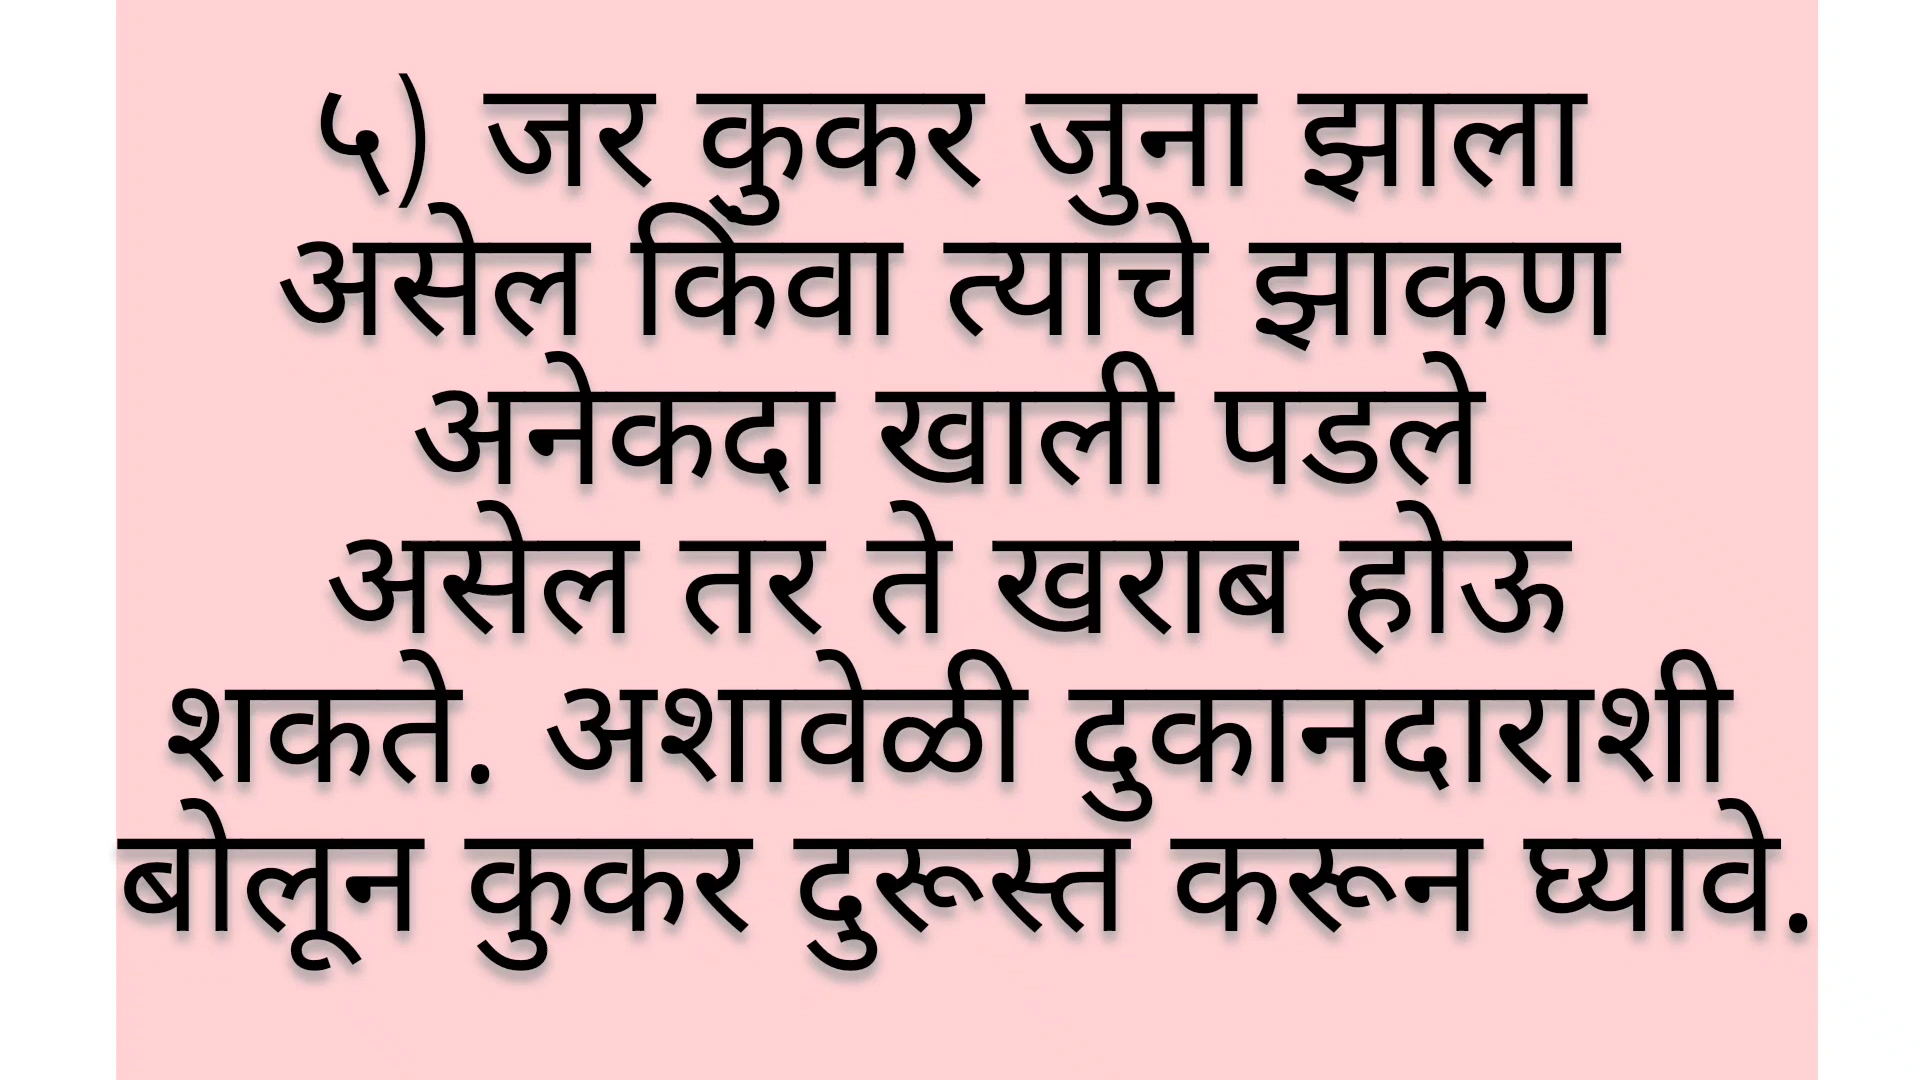 ५) जर कुकर जुना झाला
असेल किंवा त्याचे झाकण
अनेकदा खाली पडले
असेल तर ते खराब होऊ
शकते. अशावेळी दुकानदाराशी
बोलून कुकर दुरूस्त करून घ्यावे.